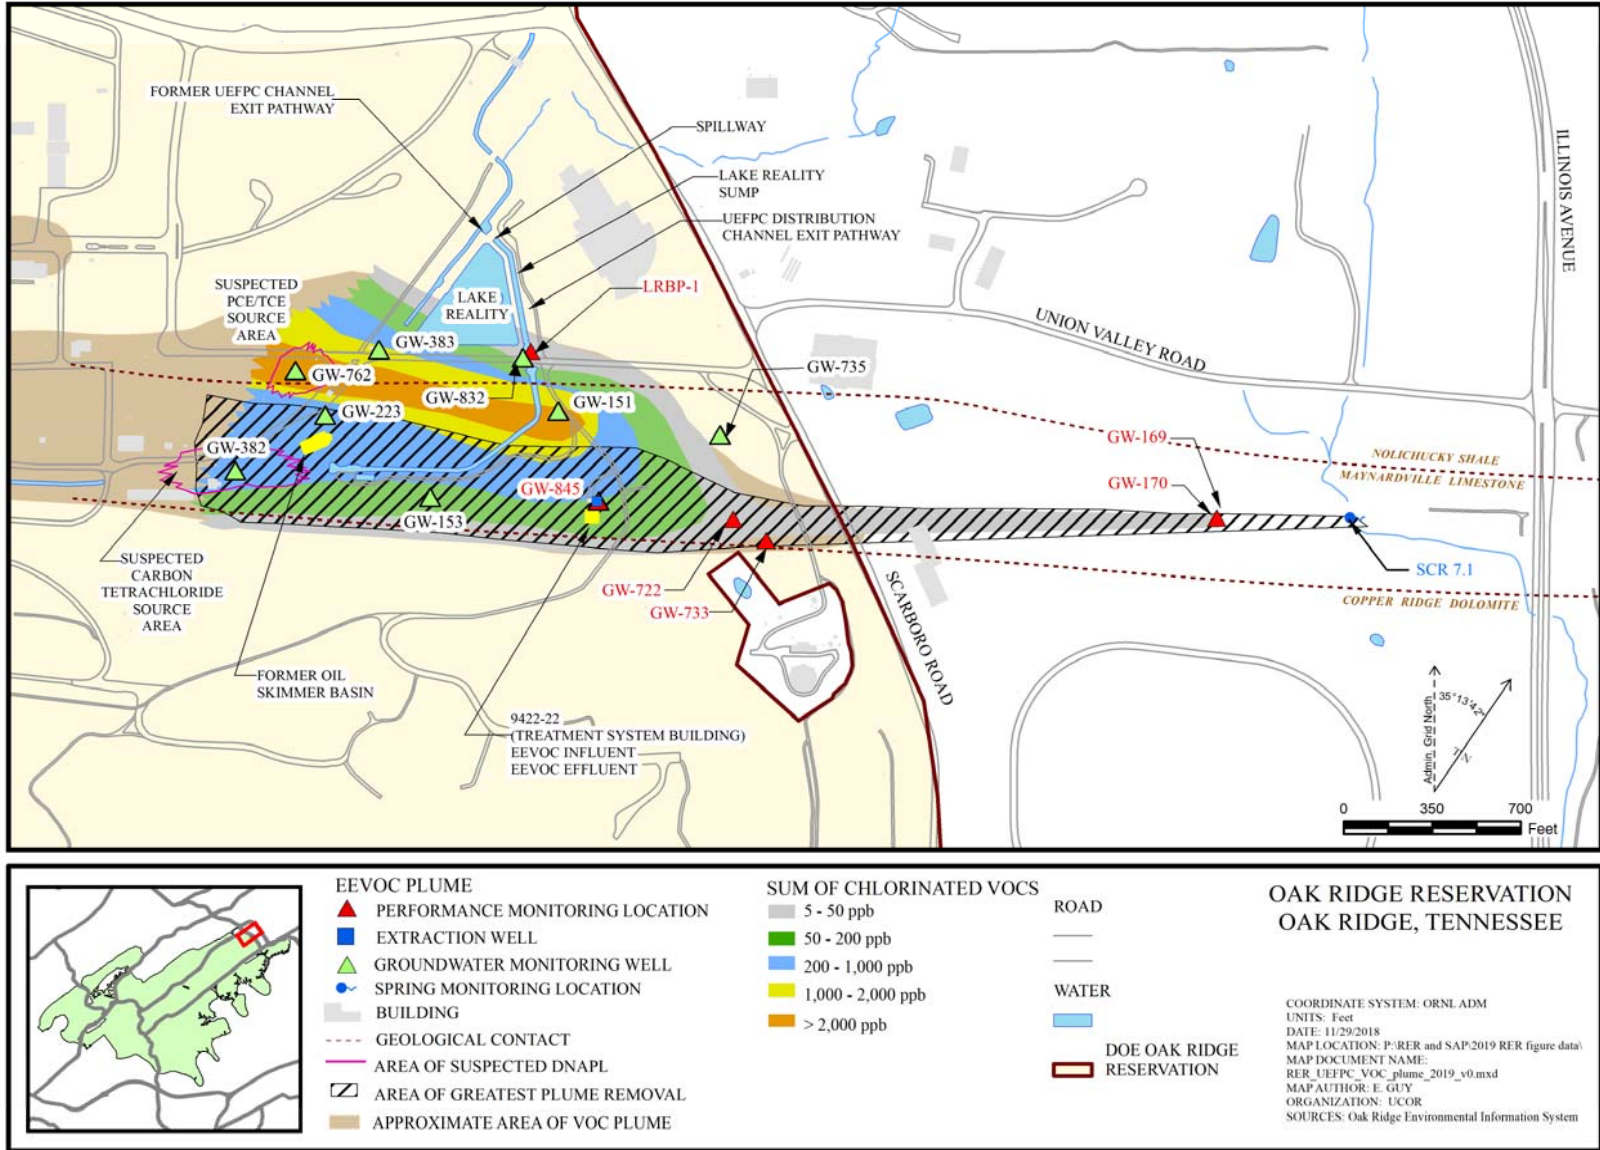 FORMER UEFPC CHANNEL
EXIT PATHWAY
SPILLWAY
LAKE REALITY
SUMP
UEFPC DISTRIBUTION
CHANNEL EXIT PATHWAY
ILLINOIS AVENUE
SUSPECTED
PCE/TCE
SOURCE
AREA
LAKE
REALITY
LRBP-1
UNION VALLEY ROAD
GW-383
GW-762
GW-735
GW-832
GW-151
GW-223
GW-382
GW-169
NOLICHUCKY SHALE
MAYNARDVILLE LIMESTONE
GW-845
GW-170
GW-153
SUSPECTED
CARBON
TETRACHLORIDE
SOURCE
AREA
SCR 7.1
GW-722
GW-733
COPPER RIDGE DOLOMITE
SCARBORO ROAD
FORMER OIL
SKIMMER BASIN
9422-22
(TREATMENT SYSTEM BUILDING)
EEVOC INFLUENT
EEVOC EFFLUENT
Admin. Grid North
35°13'42"
T N
0 350 700
Feet
EEVOC PLUME
PERFORMANCE MONITORING LOCATION
EXTRACTION WELL
GROUNDWATER MONITORING WELL
SPRING MONITORING LOCATION
BUILDING
GEOLOGICAL CONTACT
AREA OF SUSPECTED DNAPL
AREA OF GREATEST PLUME REMOVAL
APPROXIMATE AREA OF VOC PLUME
SUM OF CHLORINATED VOCS
5 - 50 ppb
50 - 200 ppb
200 - 1,000 ppb
1,000 - 2,000 ppb
> 2,000 ppb
ROAD
WATER
DOE OAK RIDGE
RESERVATION
OAK RIDGE RESERVATION
OAK RIDGE, TENNESSEE
COORDINATE SYSTEM: ORNL ADM
UNITS: Feet
DATE: 11/29/2018
MAP LOCATION: P:\RER and SAP\2019 RER figure data\
MAP DOCUMENT NAME:
RER_UEFPC_VOC_plume_2019_v0.mxd
MAP AUTHOR: E. GUY
ORGANIZATION: UCOR
SOURCES: Oak Ridge Environmental Information System